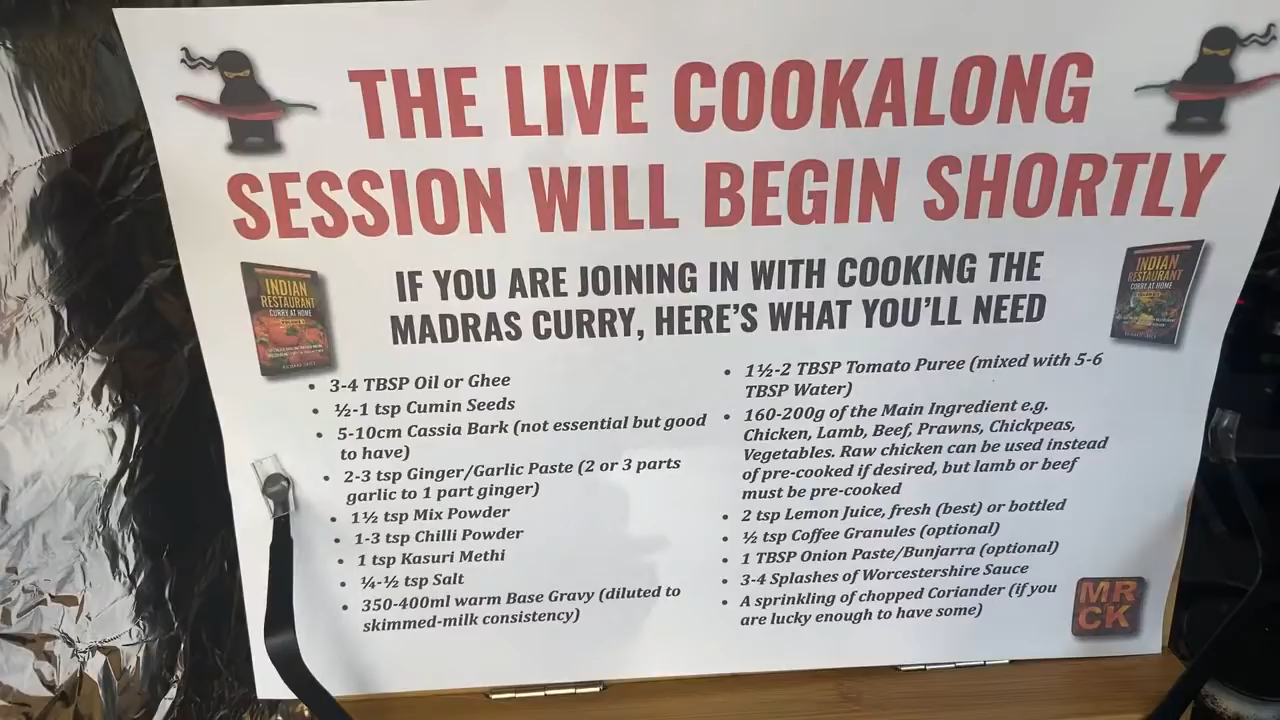 THE LIVE COOKALONG
SESSION WILL BEGIN SHORTLY
IF YOU ARE JOINING IN WITH COOKING THE
MADRAS CURRY, HERE'S WHAT YOU'LL NEED
INDIAN
RESTAURANT
CURRY AT HOME
INDIAN
RESTAURANT
CURRY AT HOME
• 3-4 TBSP Oil or Ghee
• ½-1 tsp Cumin Seeds
• 5-10cm Cassia Bark (not essential but good
to have)
• 2-3 tsp Ginger/Garlic Paste (2 or 3 parts
garlic to 1 part ginger)
• 1½ tsp Mix Powder
• 1-3 tsp Chilli Powder
• 1 tsp Kasuri Methi
• ¼-½ tsp Salt
• 350-400ml warm Base Gravy (diluted to
skimmed-milk consistency)
• 1½-2 TBSP Tomato Puree (mixed with 5-6
TBSP Water)
• 160-200g of the Main Ingredient e.g.
Chicken, Lamb, Beef, Prawns, Chickpeas,
Vegetables. Raw chicken can be used instead
of pre-cooked if desired, but lamb or beef
must be pre-cooked
• 2 tsp Lemon Juice, fresh (best) or bottled
• ½ tsp Coffee Granules (optional)
• 1 TBSP Onion Paste/Bunjarra (optional)
• 3-4 Splashes of Worcestershire Sauce
• A sprinkling of chopped Coriander (if you
are lucky enough to have some)
MR
CK